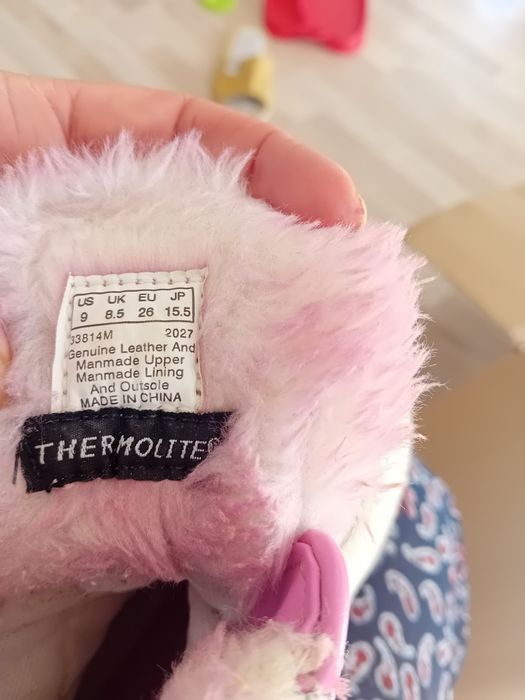 US UK EU JP
9 8.5 26 15.5
33814M 2027
Genuine Leather And
Manmade Upper
Manmade Lining
And Outsole
MADE IN CHINA
THERMOLITE®